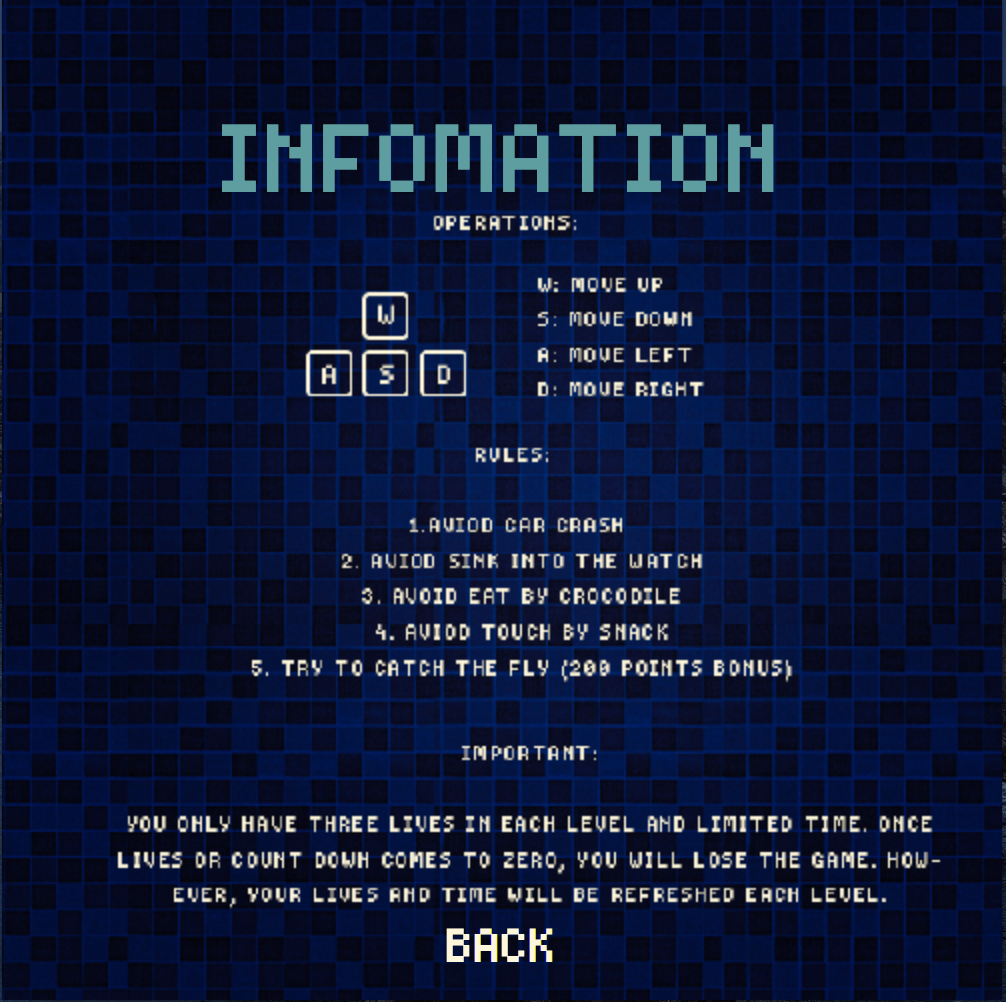 INFOMATION
OPERATIONS:
W: MOVE UP
W
S: MOVE DOWN
A: MOVE LEFT
A S D
D: MOVE RIGHT
RULES:
1.AVIOD CAR CRASH
2. AVIOD SINK INTO THE WATCH
3. AVOID EAT BY CROCODILE
4. AVIOD TOUCH BY SNACK
5. TRY TO CATCH THE FLY (200 POINTS BONUS)
IMPORTANT:
YOU ONLY HAVE THREE LIVES IN EACH LEVEL AND LIMITED TIME. ONCE
LIVES OR COUNT DOWN COMES TO ZERO, YOU WILL LOSE THE GAME. HOW-
EVER, YOUR LIVES AND TIME WILL BE REFRESHED EACH LEVEL.
BACK